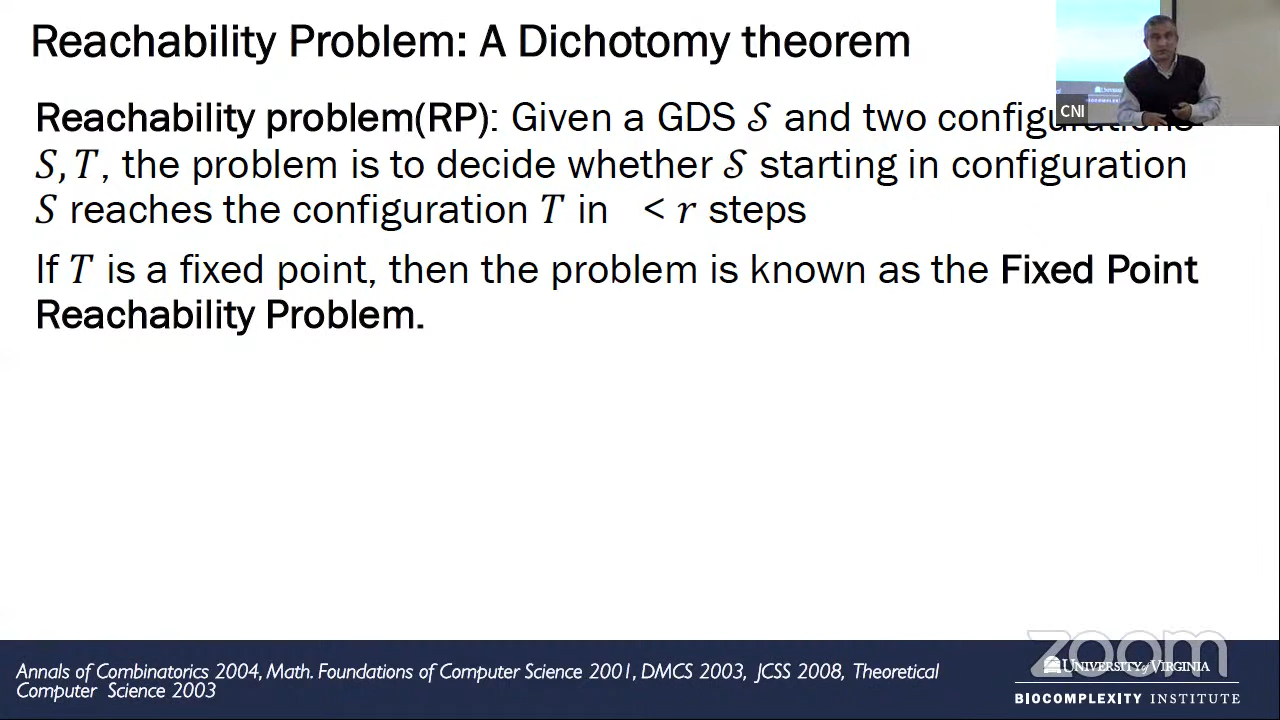 Reachability Problem: A Dichotomy theorem
Reachability problem(RP): Given a GDS 𝒮 and two configurations
S, T, the problem is to decide whether 𝒮 starting in configuration
S reaches the configuration T in < r steps
If T is a fixed point, then the problem is known as the Fixed Point
Reachability Problem.
CNI
Annals of Combinatorics 2004, Math. Foundations of Computer Science 2001, DMCS 2003, JCSS 2008, Theoretical
Computer Science 2003
zoom
UNIVERSITY of VIRGINIA
BIOCOMPLEXITY INSTITUTE